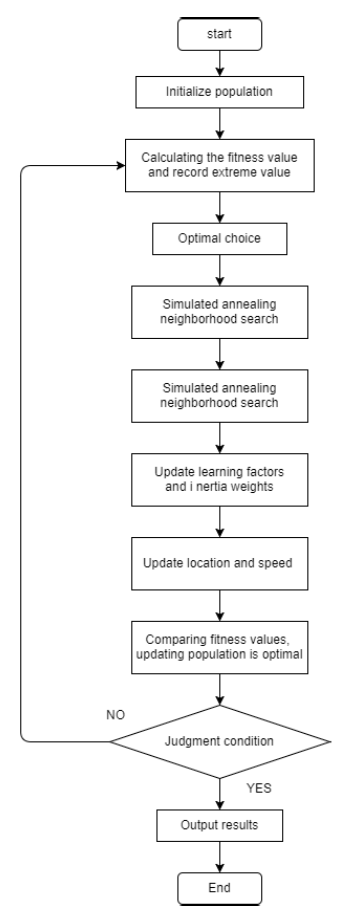 start
Initialize population
Calculating the fitness value
and record extreme value
Optimal choice
Simulated annealing
neighborhood search
Simulated annealing
neighborhood search
Update learning factors
and i nertia weights
Update location and speed
Comparing fitness values,
updating population is optimal
NO
Judgment condition
YES
Output results
End